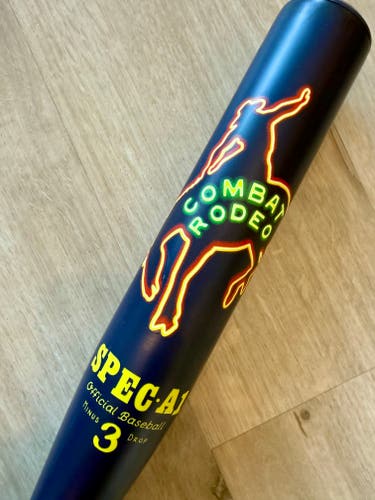 COMBAT
RODEO
SPEC-A1
Official Baseball
MINUS 3 DROP